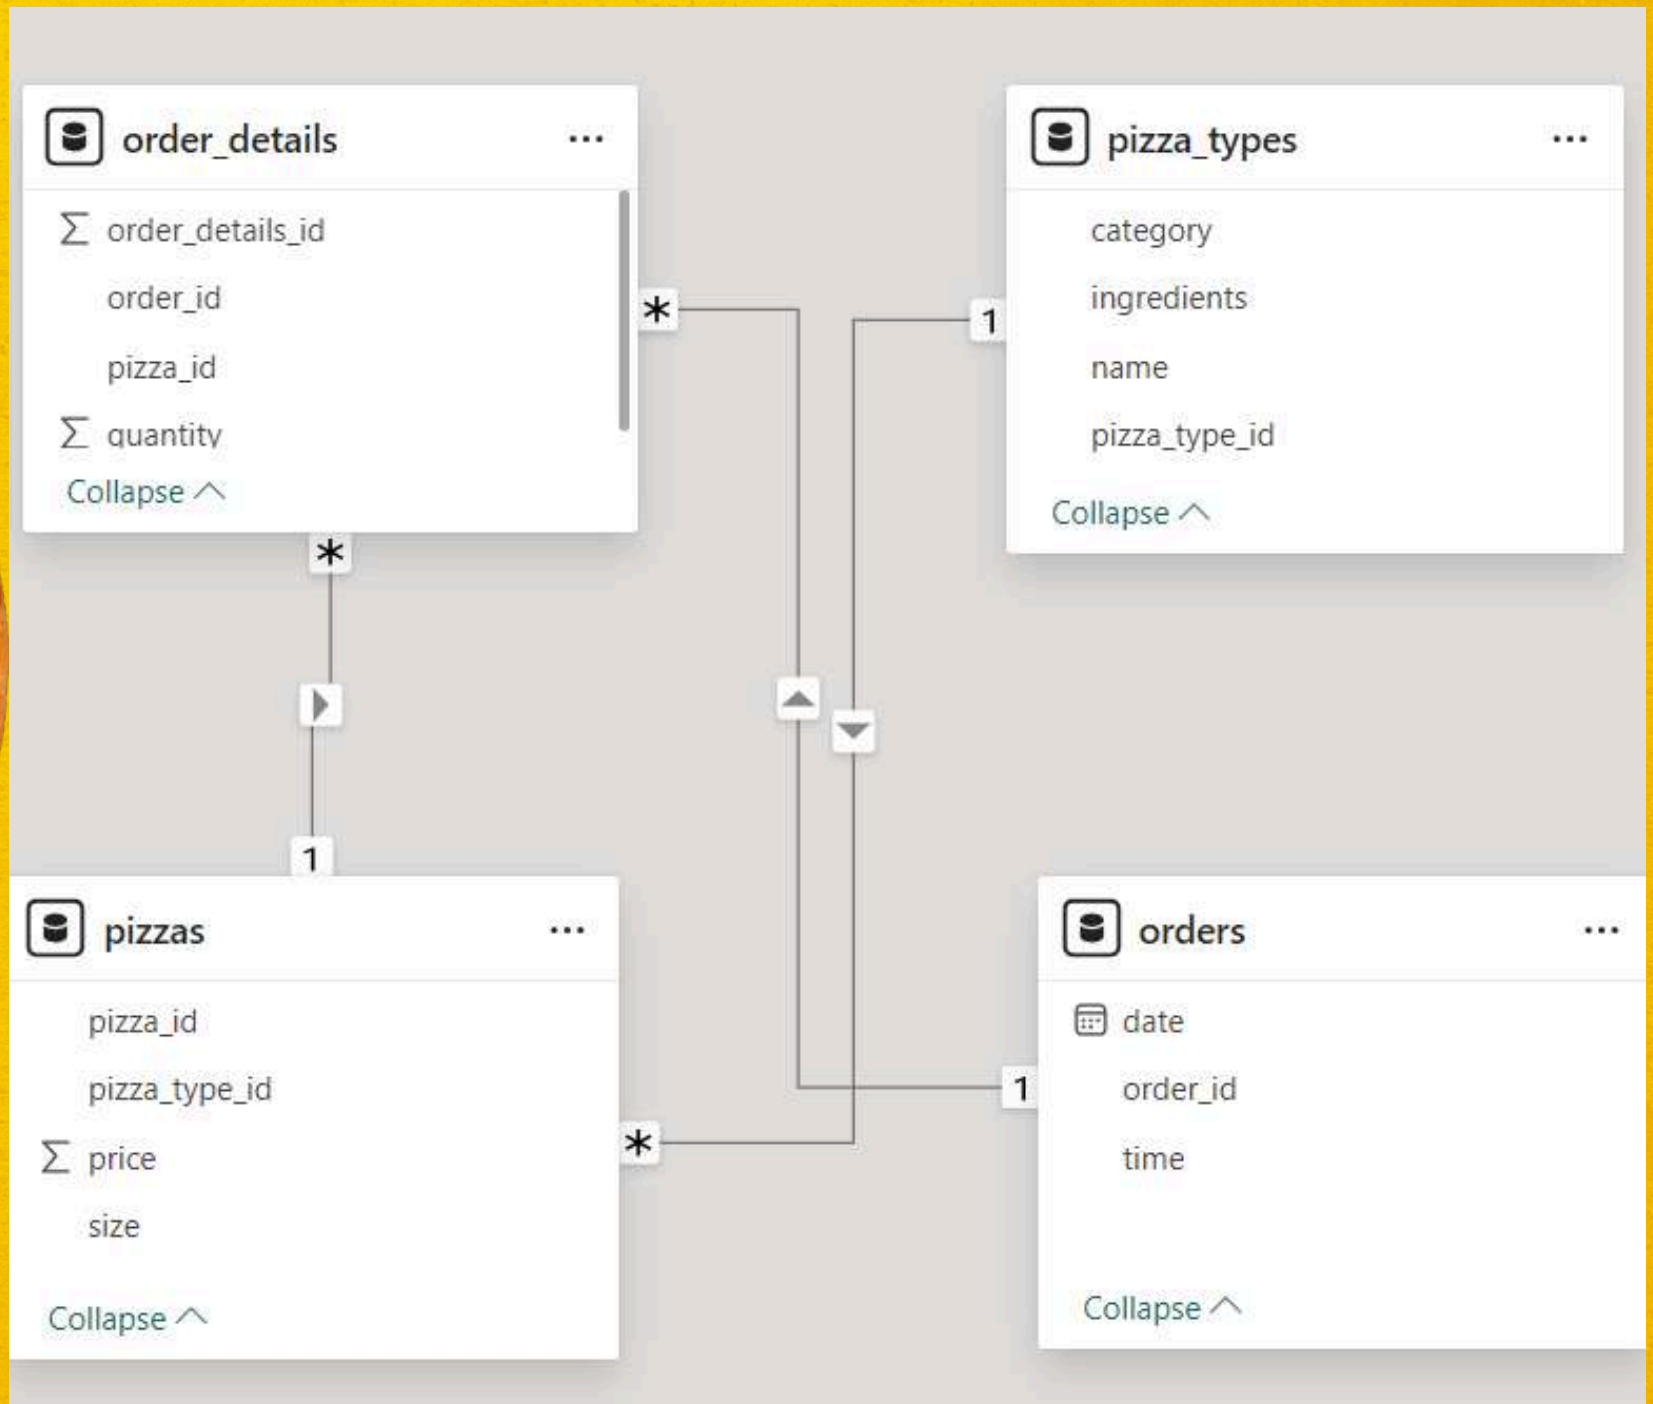 order_details ...
order_details_id
order_id
pizza_id
quantity
Collapse
pizza_types ...
category
ingredients
name
pizza_type_id
Collapse
*
1
*
1
pizzas ...
pizza_id
pizza_type_id
price
size
Collapse
*
1
orders ...
date
order_id
time
Collapse